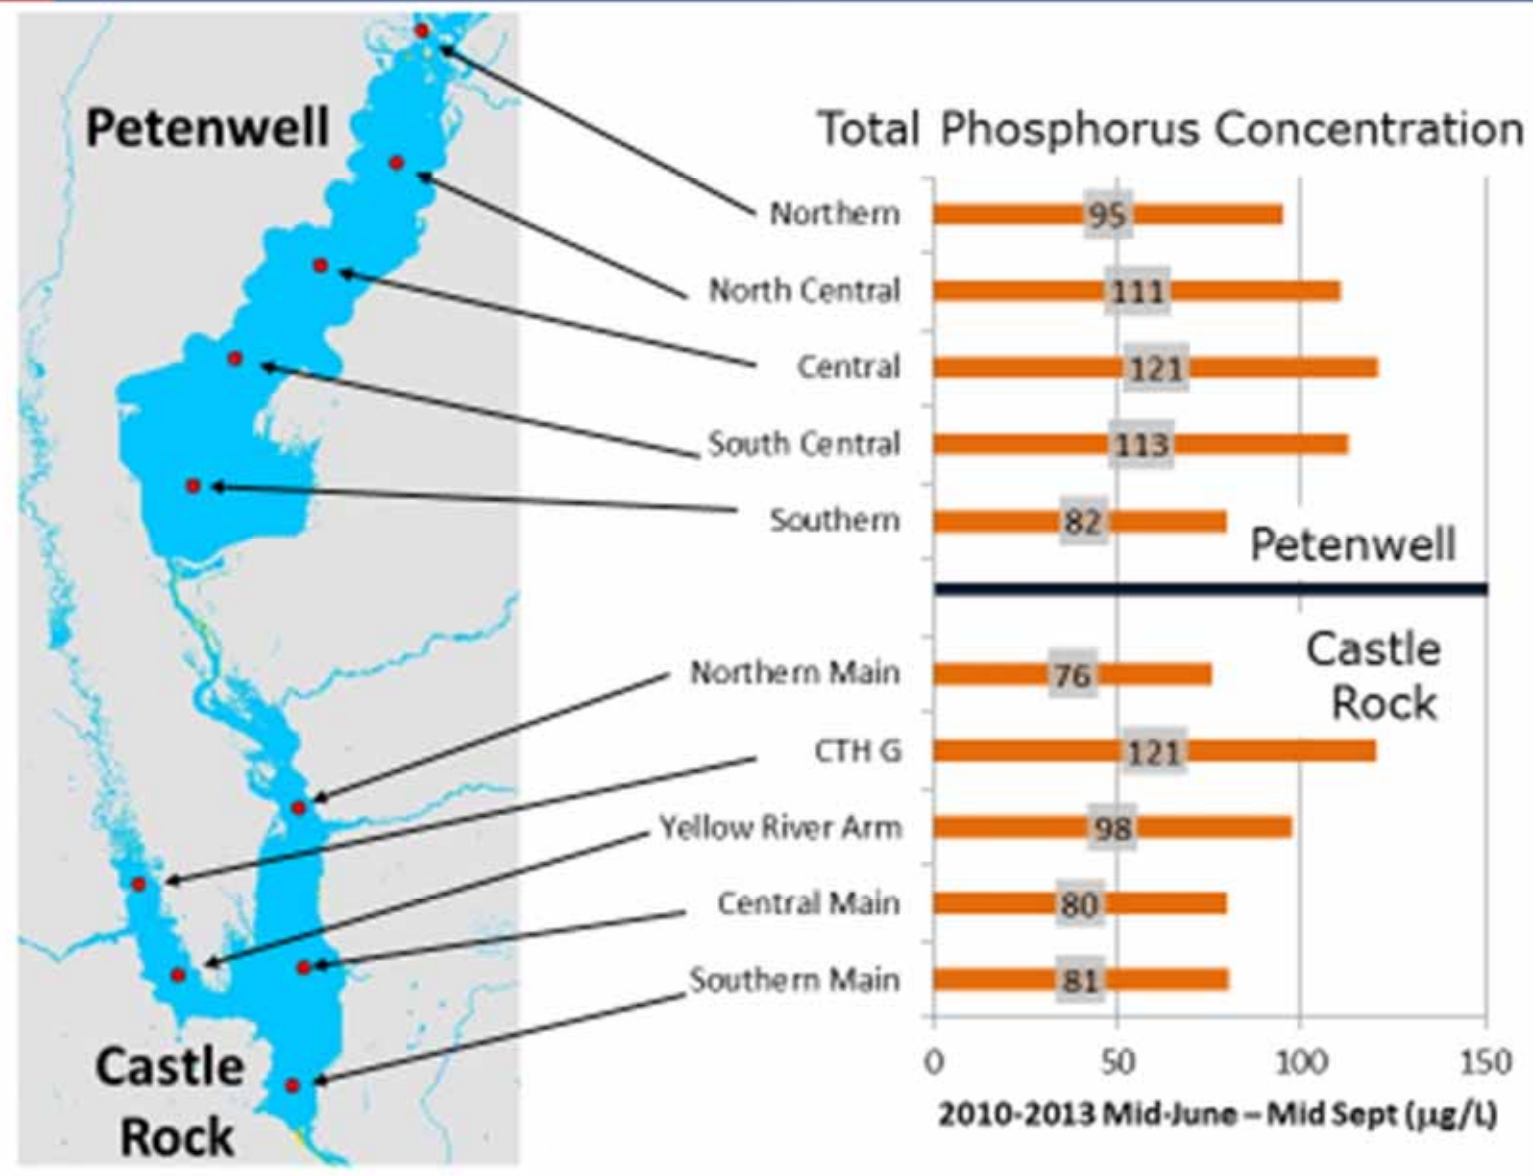 Petenwell
Total Phosphorus Concentration
Northern 95
North Central 111
Central 121
South Central 113
Southern 82
Petenwell
Castle
Rock
Northern Main 76
CTH G 121
Yellow River Arm 98
Central Main 80
Southern Main 81
0 50 100 150
2010-2013 Mid-June – Mid Sept (µg/L)
Castle
Rock